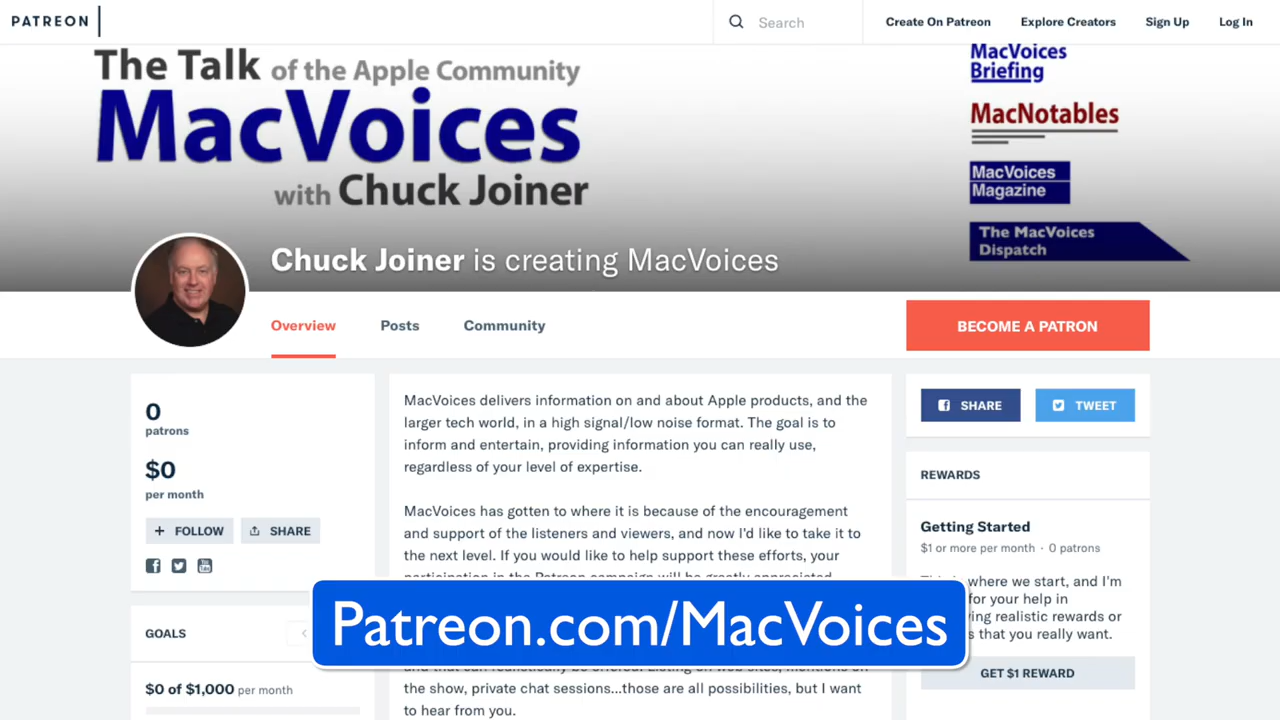 PATREON
Search
Create On Patreon
Explore Creators
Sign Up
Log In
The Talk of the Apple Community
MacVoices
with Chuck Joiner
MacVoices
Briefing
MacNotables
MacVoices
Magazine
The MacVoices
Dispatch
Chuck Joiner is creating MacVoices
Overview
Posts
Community
BECOME A PATRON
0
patrons
$0
per month
+ FOLLOW
SHARE
GOALS
$0 of $1,000 per month
MacVoices delivers information on and about Apple products, and the
larger tech world, in a high signal/low noise format. The goal is to
inform and entertain, providing information you can really use,
regardless of your level of expertise.
MacVoices has gotten to where it is because of the encouragement
and support of the listeners and viewers, and now I'd like to take it to
the next level. If you would like to help support these efforts, your
participation in the Patreon campaign will be greatly appreciated
Patreon.com/MacVoices
the show, private chat sessions...those are all possibilities, but I want
to hear from you.
SHARE
TWEET
REWARDS
Getting Started
$1 or more per month · 0 patrons
where we start, and I'm
for your help in
realistic rewards or
that you really want.
GET $1 REWARD